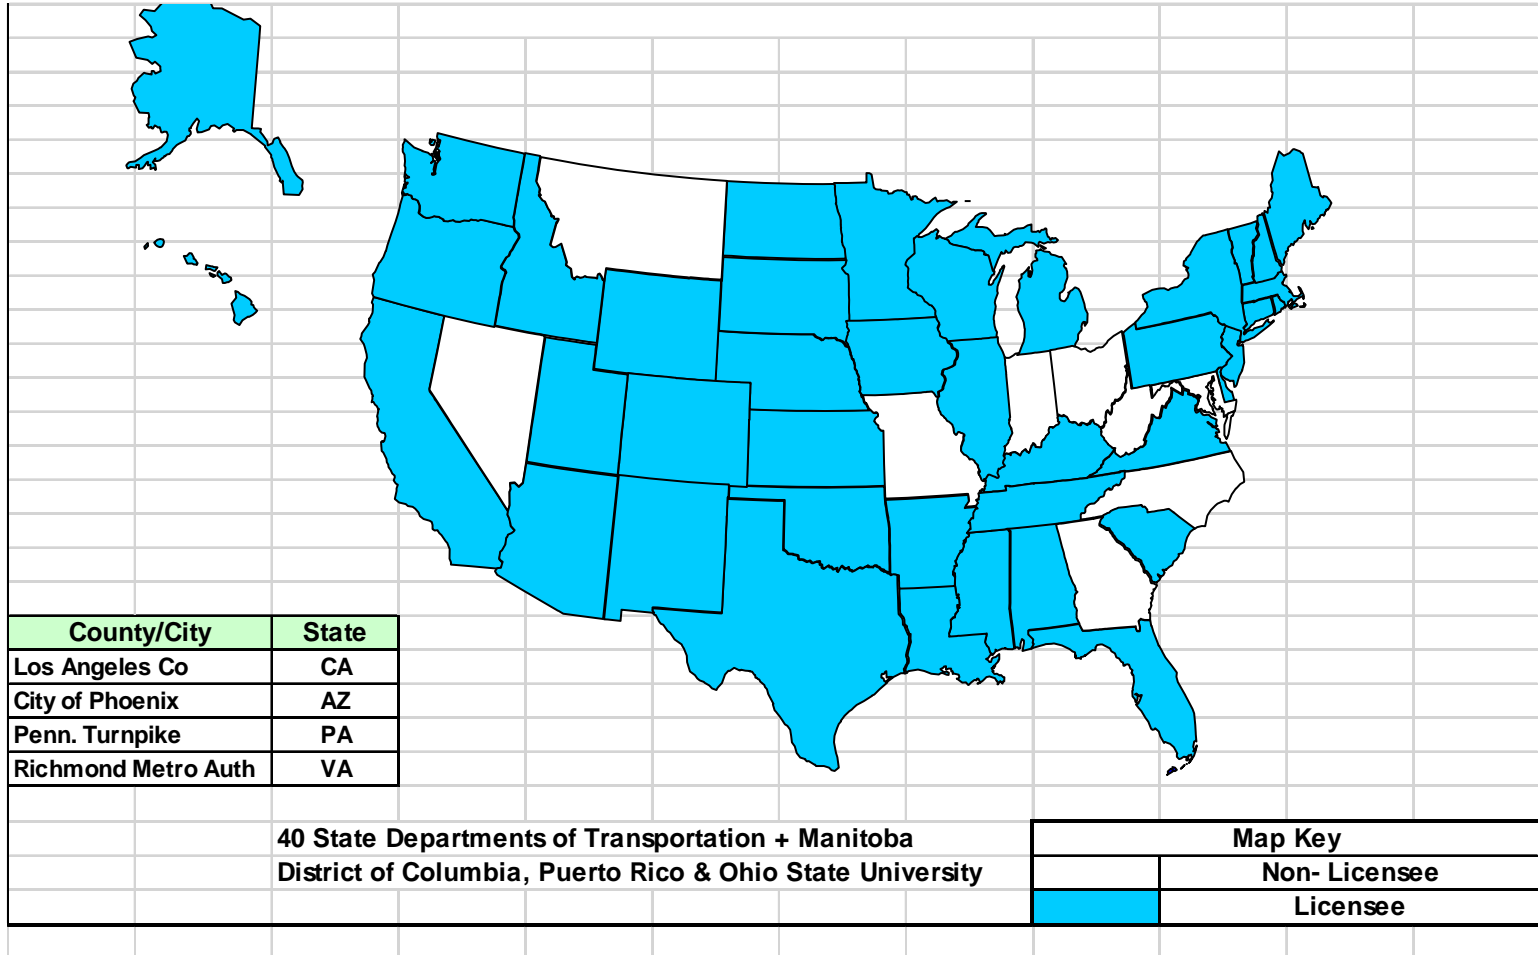 County/City State
Los Angeles Co CA
City of Phoenix AZ
Penn. Turnpike PA
Richmond Metro Auth VA
40 State Departments of Transportation + Manitoba
District of Columbia, Puerto Rico & Ohio State University
Map Key
Non- Licensee
Licensee